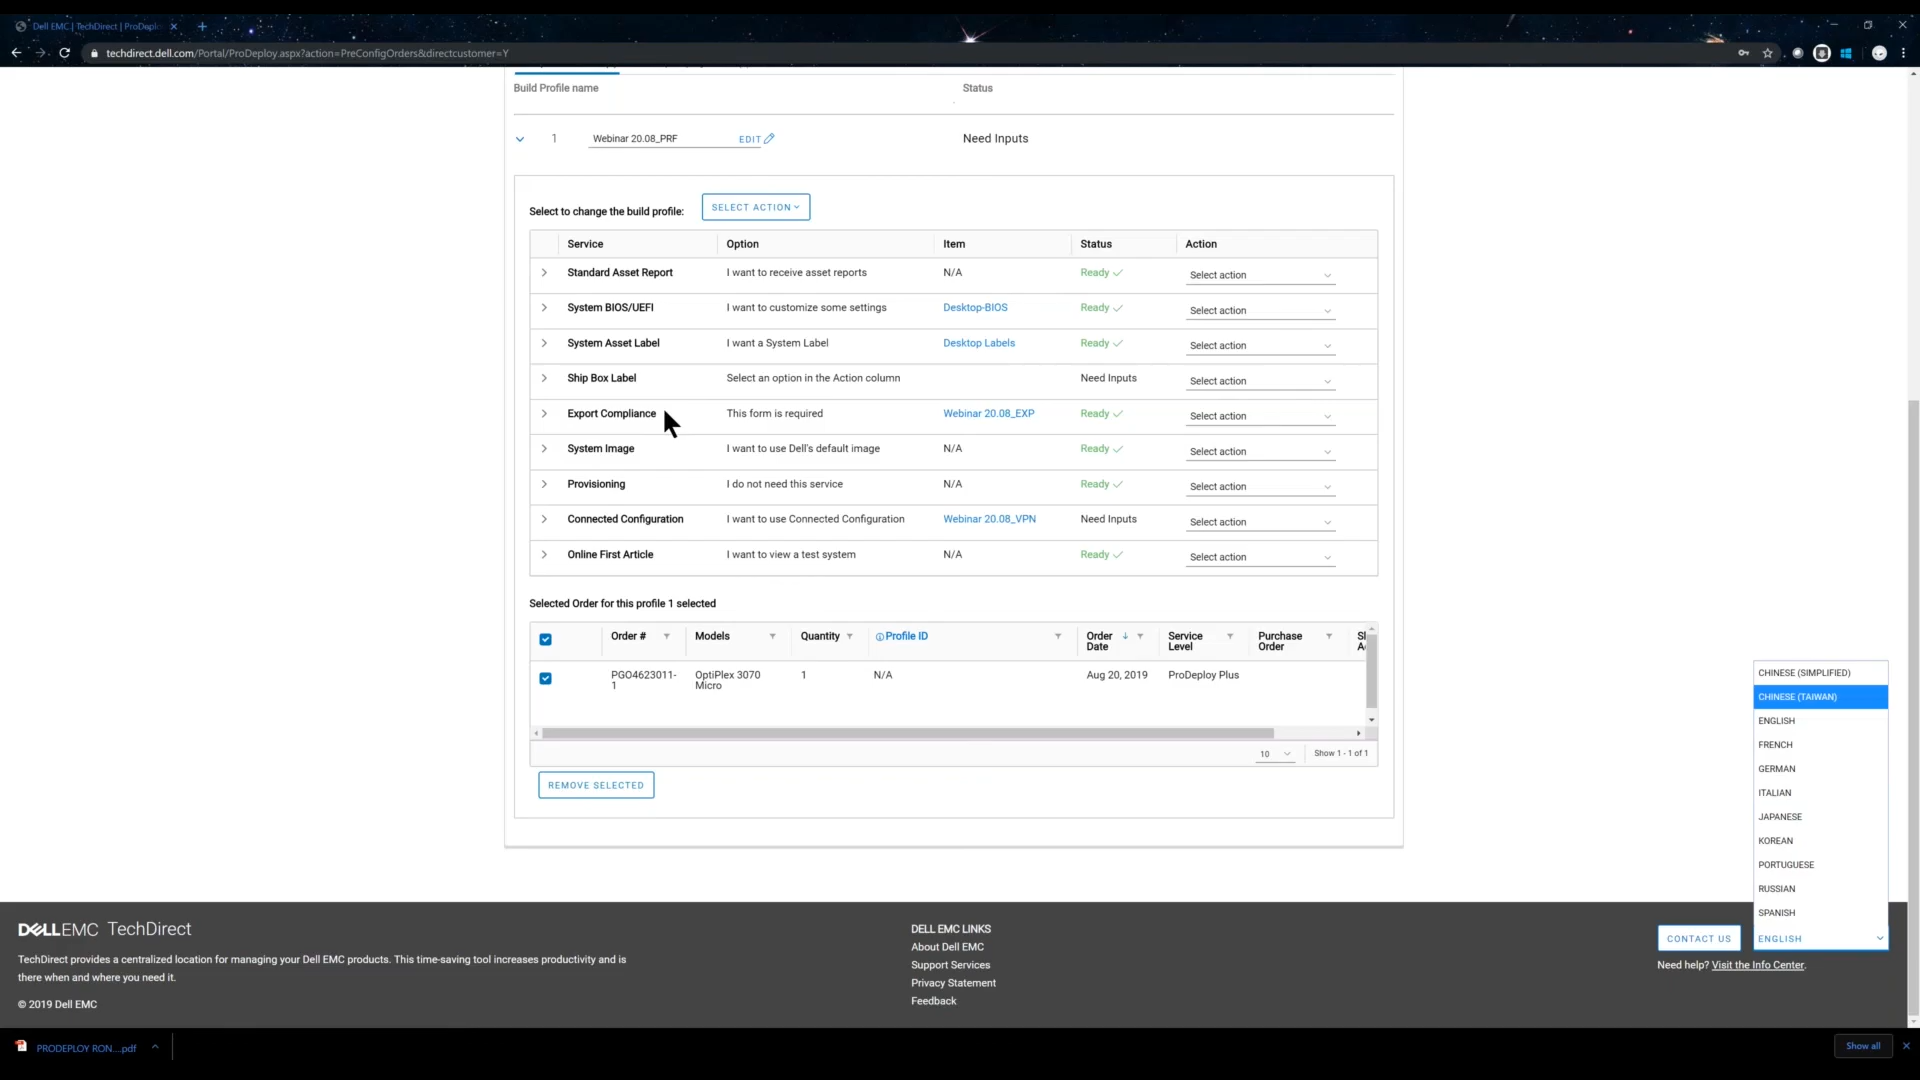 Dell EMC | TechDirect | ProDeplo
techdirect.dell.com/Portal/ProDeploy.aspx?action=PreConfigOrders&directcustomer=Y
Build Profile name
Status
1
Webinar 20.08_PRF
EDIT
Need Inputs
Select to change the build profile:
SELECT ACTION
Service
Option
Item
Status
Action
Standard Asset Report
I want to receive asset reports
N/A
Ready
Select action
System BIOS/UEFI
I want to customize some settings
Desktop-BIOS
Ready
Select action
System Asset Label
I want a System Label
Desktop Labels
Ready
Select action
Ship Box Label
Select an option in the Action column
Need Inputs
Select action
Export Compliance
This form is required
Webinar 20.08_EXP
Ready
Select action
System Image
I want to use Dell's default image
N/A
Ready
Select action
Provisioning
I do not need this service
N/A
Ready
Select action
Connected Configuration
I want to use Connected Configuration
Webinar 20.08_VPN
Need Inputs
Select action
Online First Article
I want to view a test system
N/A
Ready
Select action
Selected Order for this profile 1 selected
Order #
Models
Quantity
Profile ID
Order
Date
Service
Level
Purchase
Order
PGO4623011-
1
OptiPlex 3070
Micro
1
N/A
Aug 20, 2019
ProDeploy Plus
10
Show 1 - 1 of 1
REMOVE SELECTED
CHINESE (SIMPLIFIED)
CHINESE (TAIWAN)
ENGLISH
FRENCH
GERMAN
ITALIAN
JAPANESE
KOREAN
PORTUGUESE
RUSSIAN
SPANISH
ENGLISH
DELLEMC TechDirect
TechDirect provides a centralized location for managing your Dell EMC products. This time-saving tool increases productivity and is
there when and where you need it.
© 2019 Dell EMC
DELL EMC LINKS
About Dell EMC
Support Services
Privacy Statement
Feedback
CONTACT US
Need help? Visit the Info Center.
PRODEPLOY RON....pdf
Show all